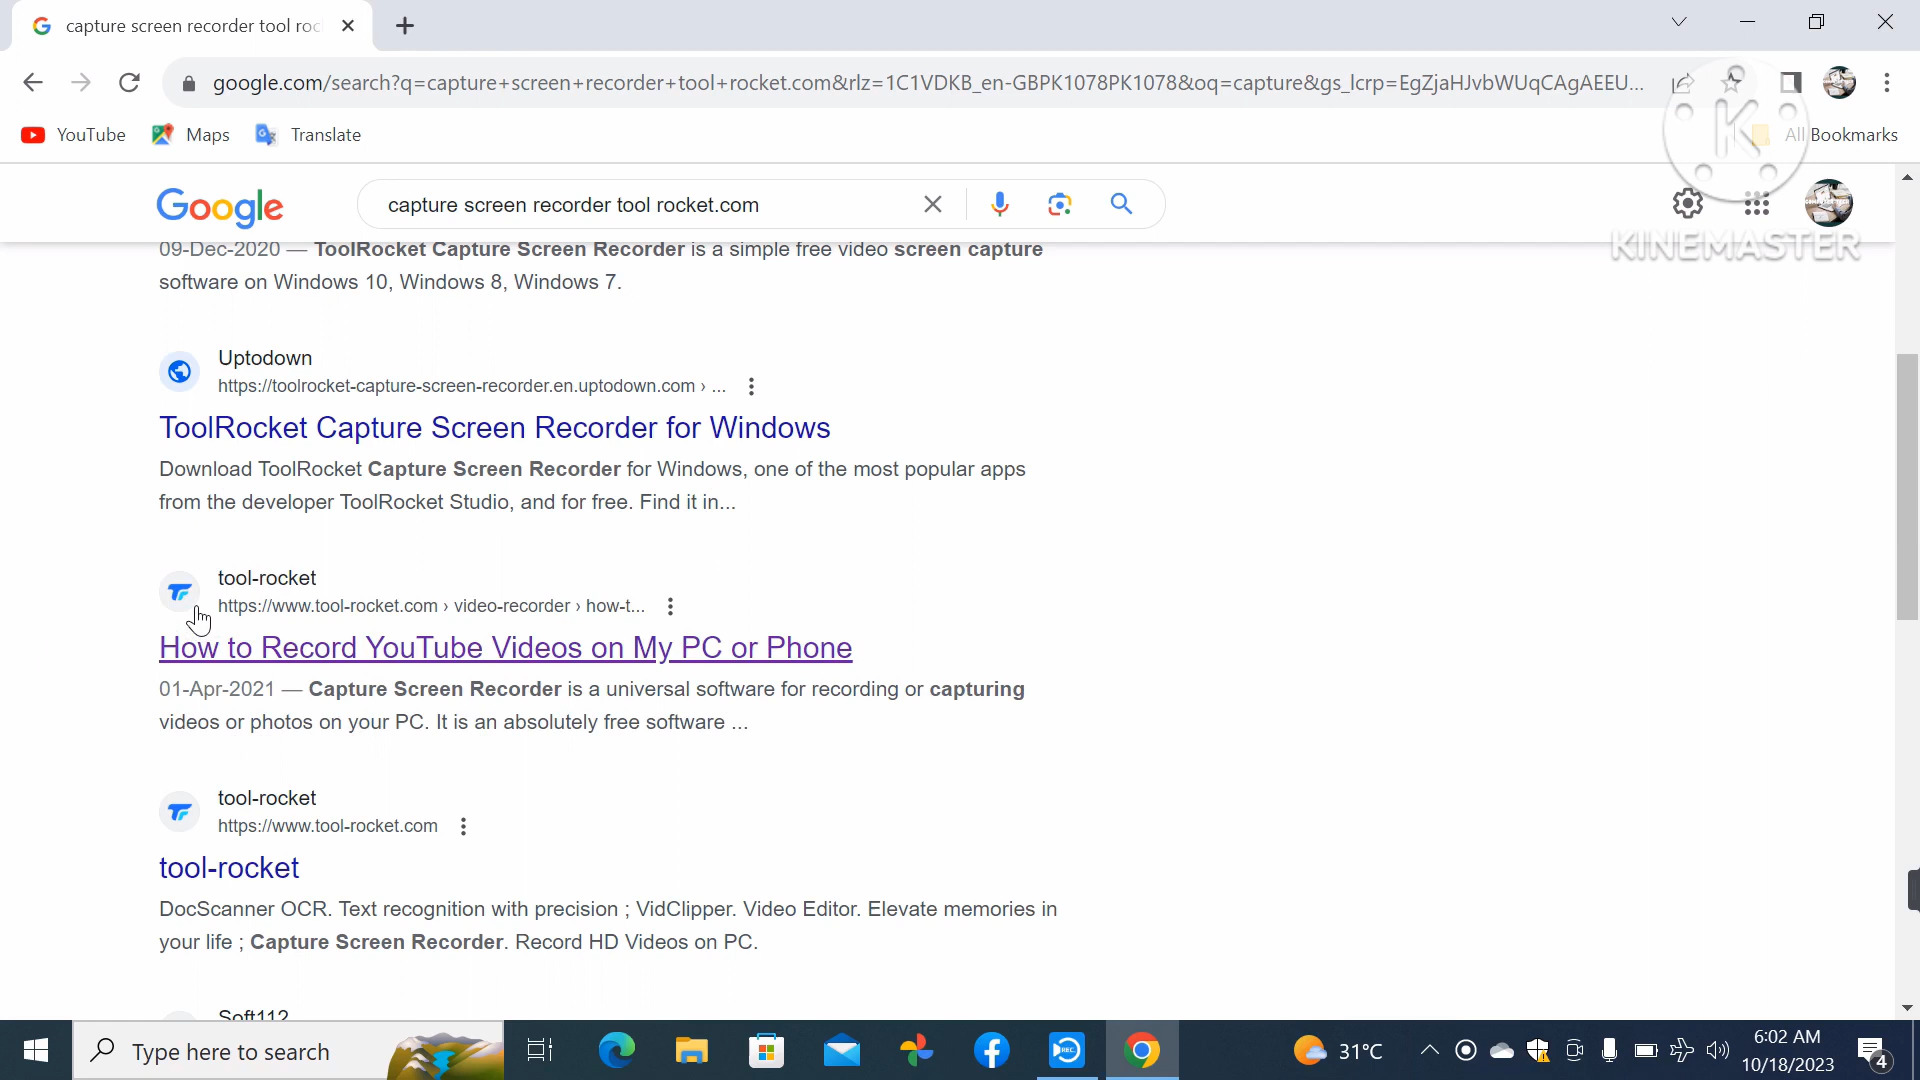 capture screen recorder tool roc
google.com/search?q=capture+screen+recorder+tool+rocket.com&rlz=1C1VDKB_en-GBPK1078PK1078&oq=capture&gs_lcrp=EgZjaHJvbWUqCAgAEEU...
YouTube Maps Translate All Bookmarks
K
KINEMASTER
Google capture screen recorder tool rocket.com
09-Dec-2020 — ToolRocket Capture Screen Recorder is a simple free video screen capture
software on Windows 10, Windows 8, Windows 7.
Uptodown
https://toolrocket-capture-screen-recorder.en.uptodown.com › ...
ToolRocket Capture Screen Recorder for Windows
Download ToolRocket Capture Screen Recorder for Windows, one of the most popular apps
from the developer ToolRocket Studio, and for free. Find it in...
tool-rocket
https://www.tool-rocket.com › video-recorder › how-t...
How to Record YouTube Videos on My PC or Phone
01-Apr-2021 — Capture Screen Recorder is a universal software for recording or capturing
videos or photos on your PC. It is an absolutely free software ...
tool-rocket
https://www.tool-rocket.com
tool-rocket
DocScanner OCR. Text recognition with precision ; VidClipper. Video Editor. Elevate memories in
your life ; Capture Screen Recorder. Record HD Videos on PC.
Soft112
Type here to search
REC
31°C
6:02 AM
10/18/2023
4